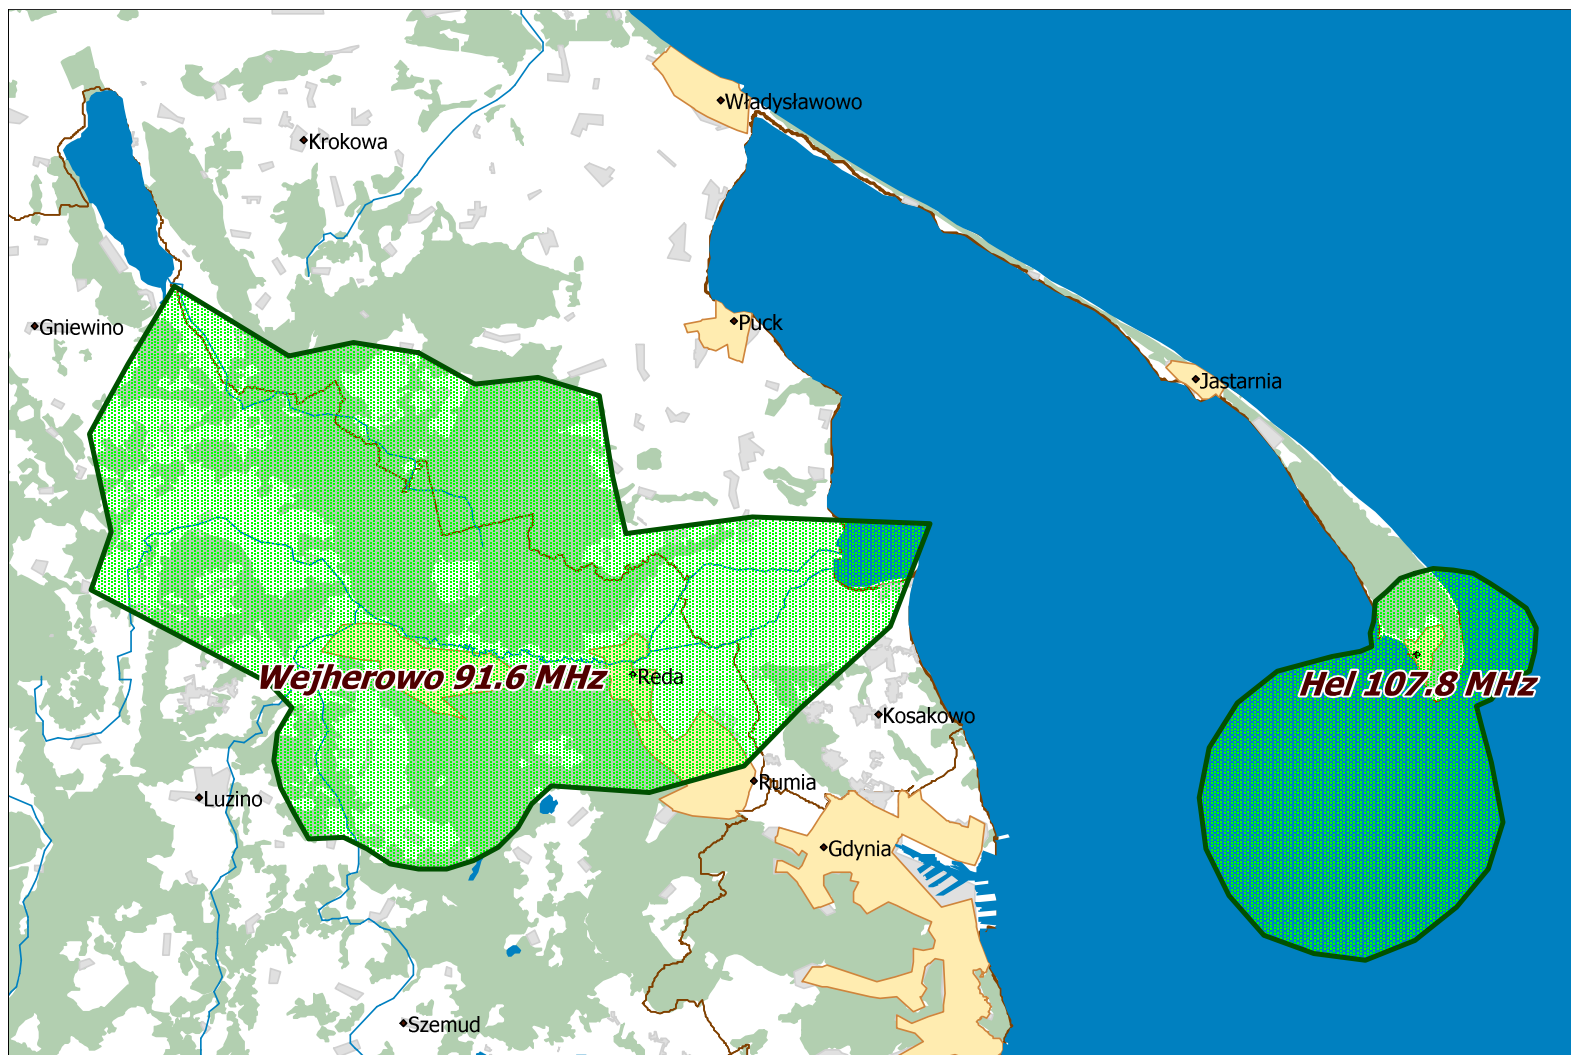 Władysławowo
Krokowa
Gniewino
Puck
Jastarnia
Wejherowo 91.6 MHz
Reda
Hel 107.8 MHz
Kosakowo
Rumia
Luzino
Gdynia
Szemud